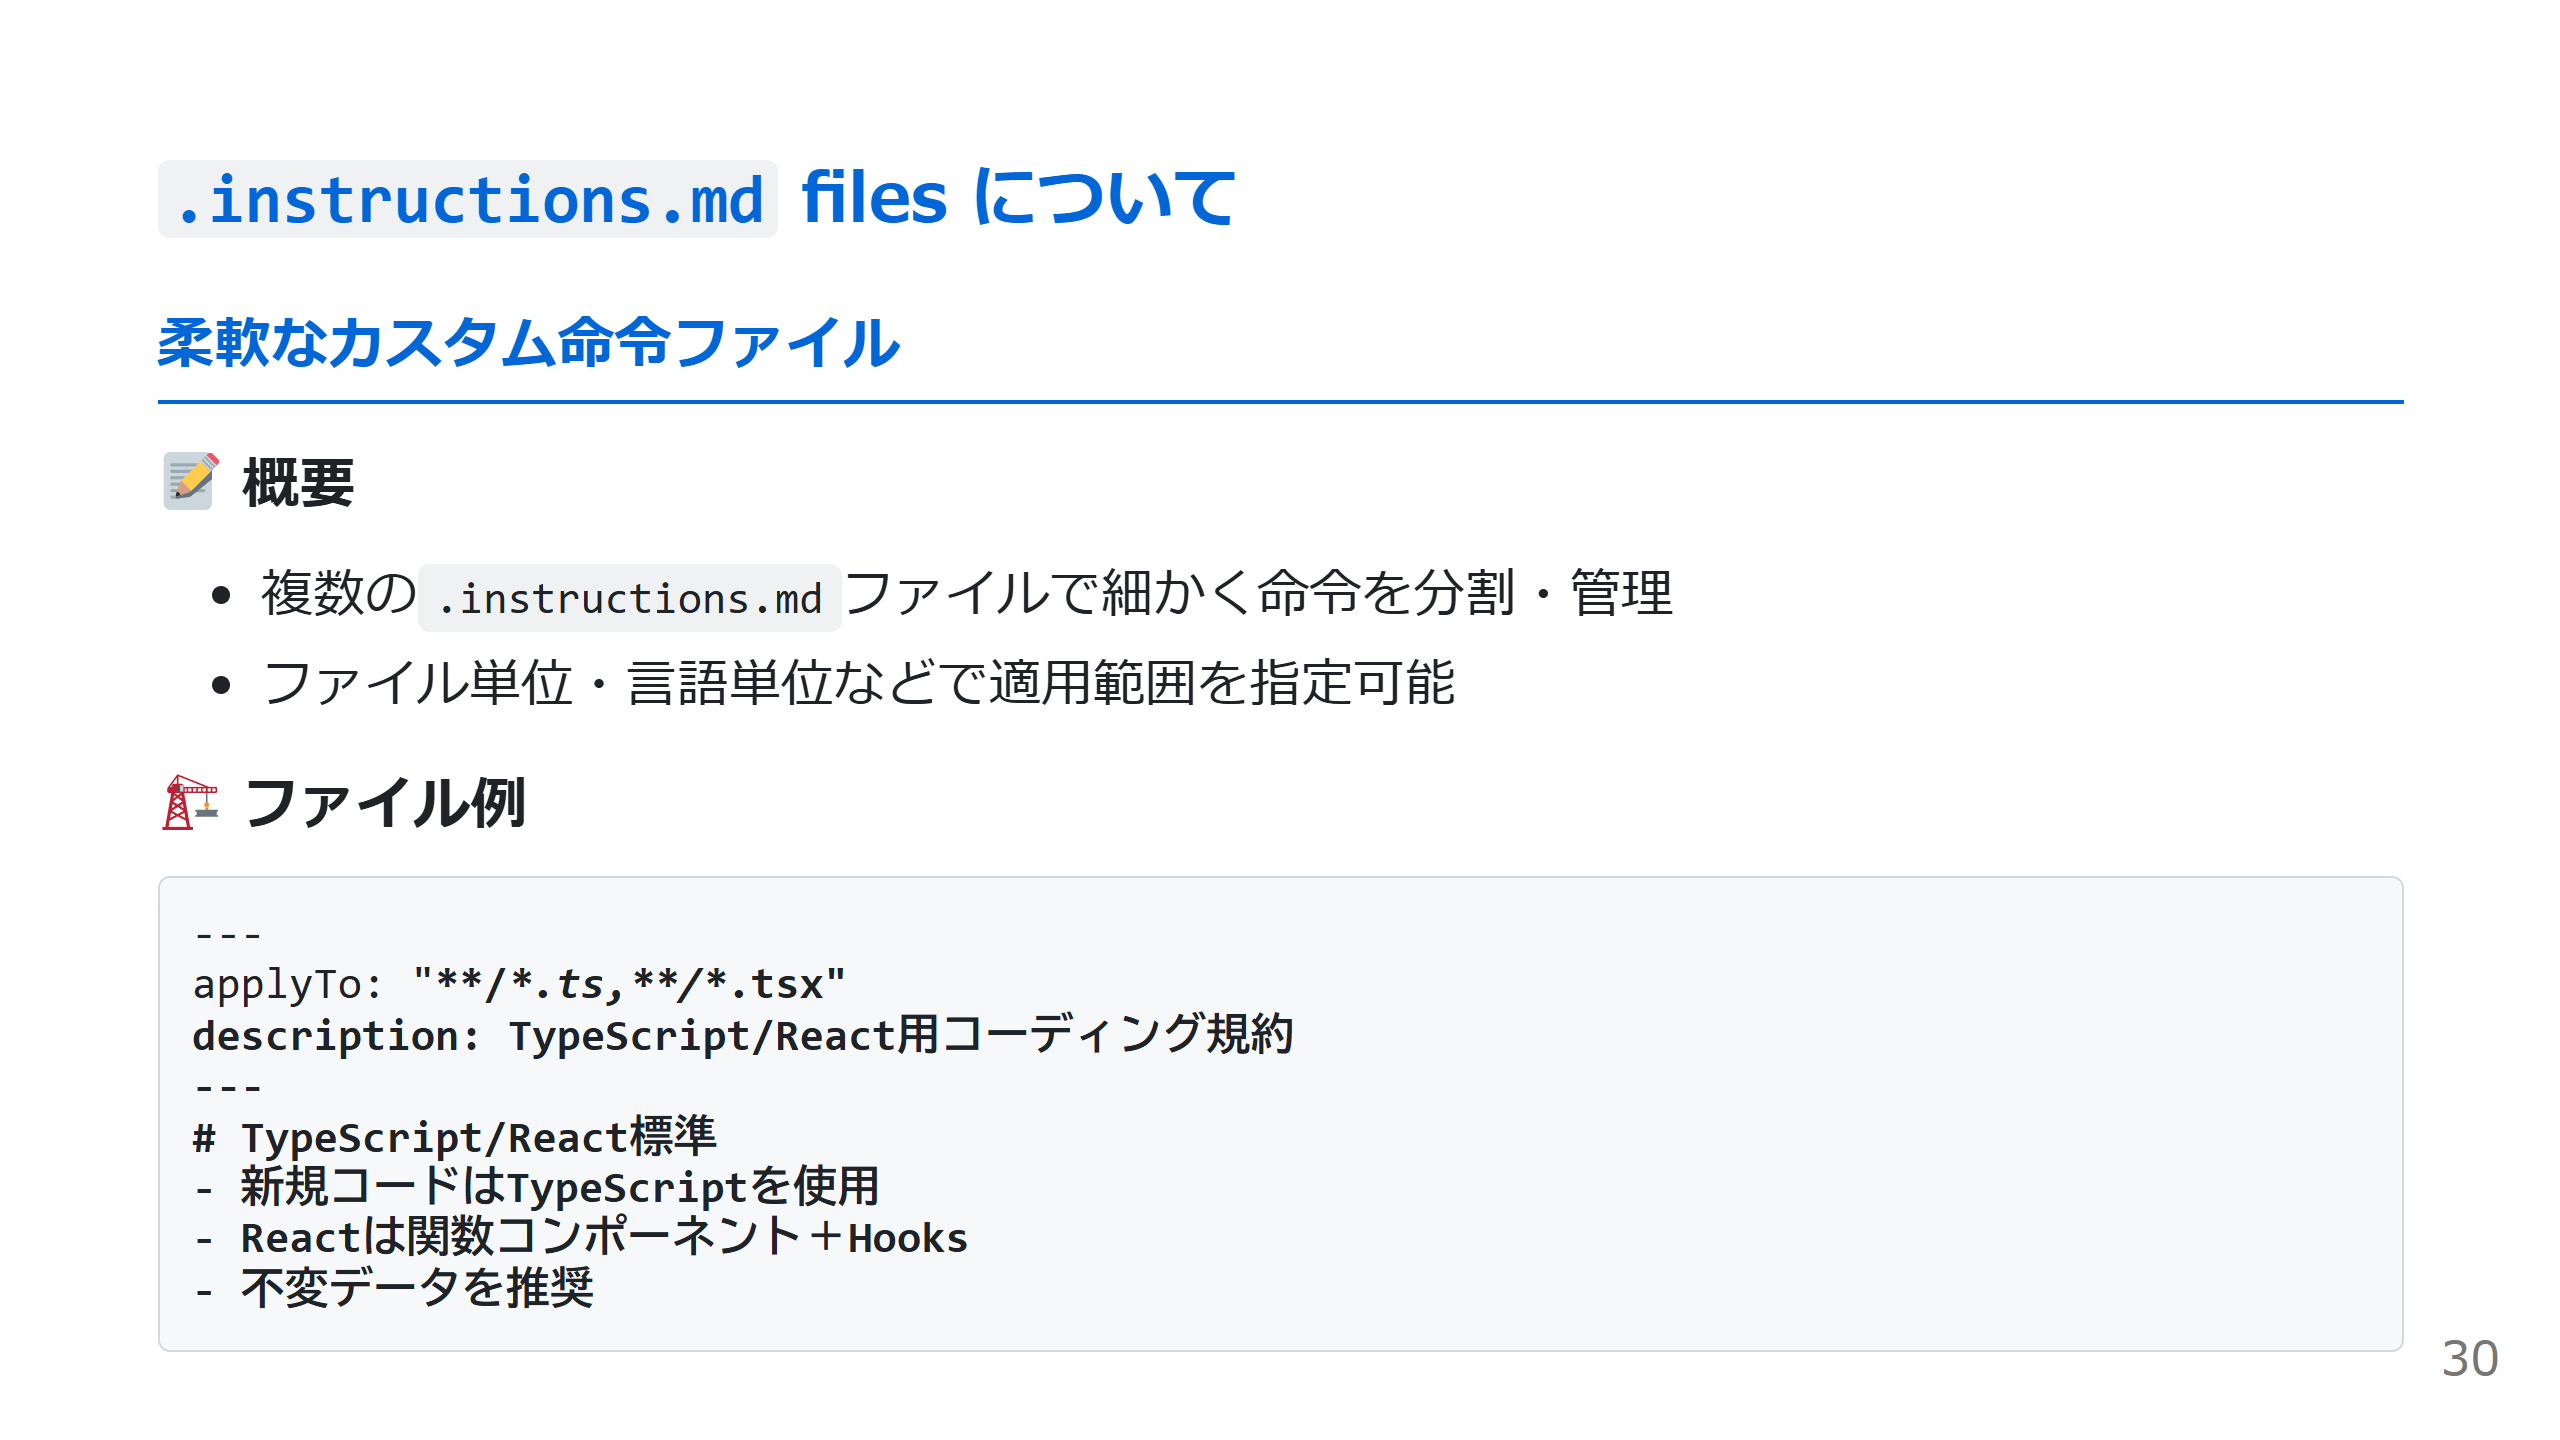 .instructions.md files について
柔軟なカスタム命令ファイル
📝 概要
• 複数の.instructions.mdファイルで細かく命令を分割・管理
• ファイル単位・言語単位などで適用範囲を指定可能
🏗️ ファイル例
---
applyTo: "**/*.ts,**/*.tsx"
description: TypeScript/React用コーディング規約
---
# TypeScript/React標準
- 新規コードはTypeScriptを使用
- Reactは関数コンポーネント＋Hooks
- 不変データを推奨
30